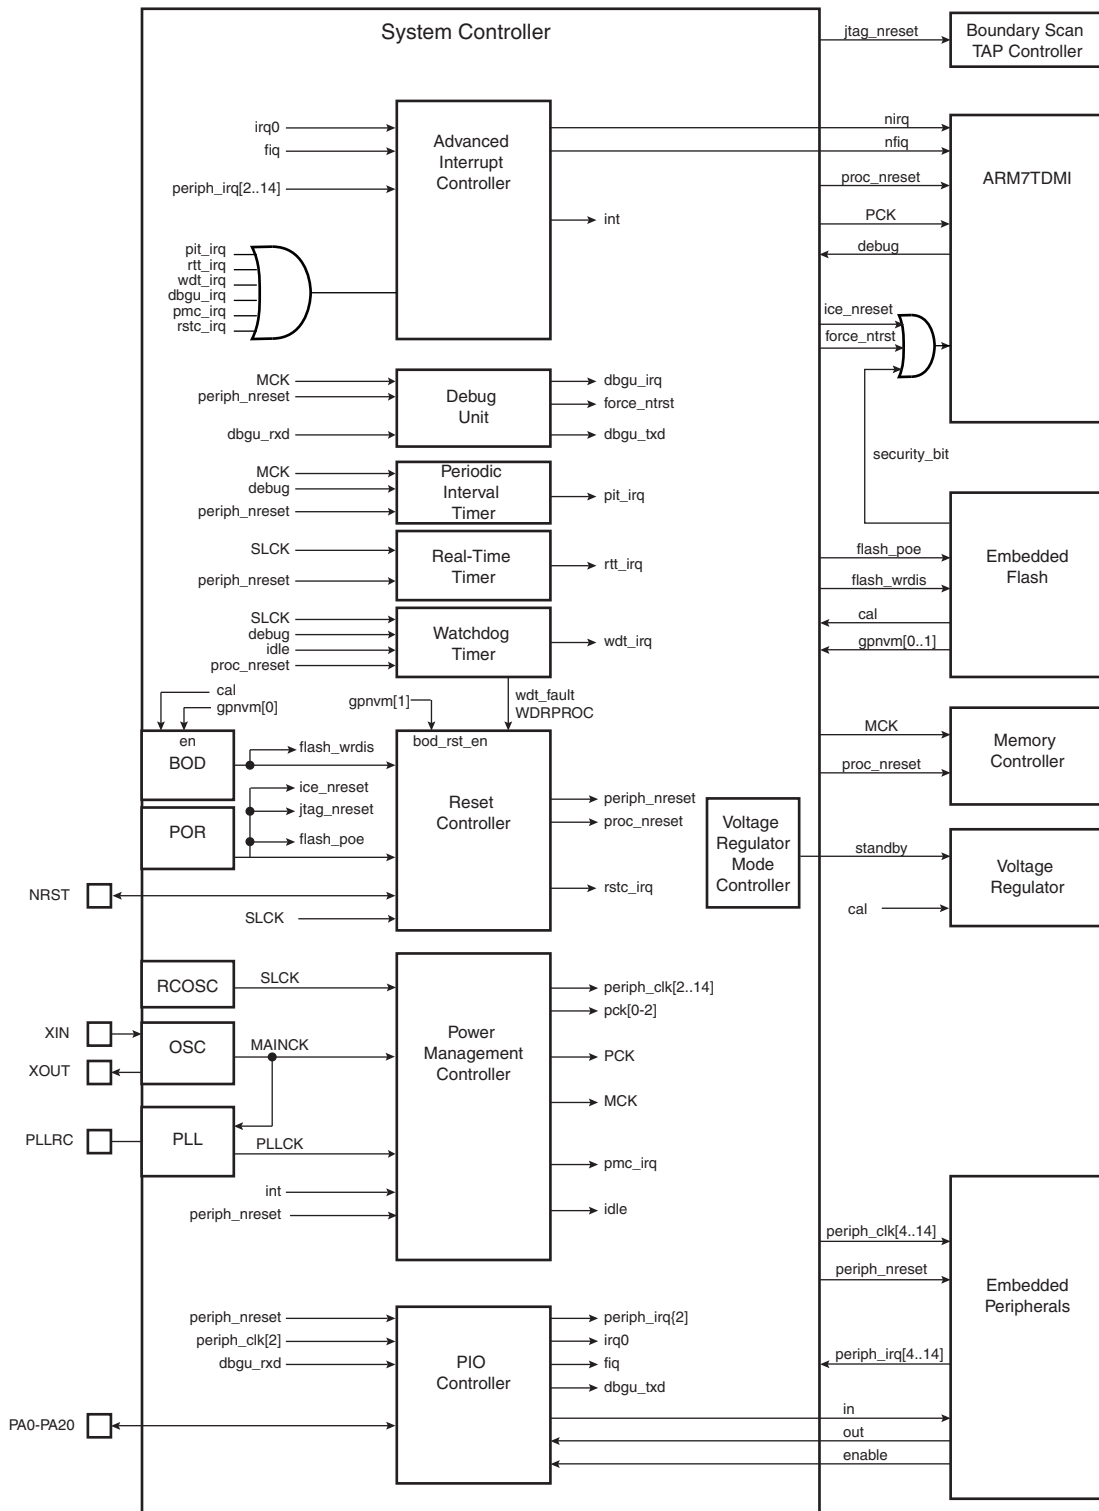 System Controller
jtag_nreset
Boundary Scan
TAP Controller
irq0
fiq
periph_irq[2..14]
Advanced
Interrupt
Controller
int
nirq
nfiq
proc_nreset
PCK
debug
ARM7TDMI
pit_irq
rtt_irq
wdt_irq
dbgu_irq
pmc_irq
rstc_irq
ice_nreset
force_ntrst
security_bit
MCK
periph_nreset
dbgu_rxd
Debug
Unit
dbgu_irq
force_ntrst
dbgu_txd
MCK
debug
periph_nreset
Periodic
Interval
Timer
pit_irq
SLCK
periph_nreset
Real-Time
Timer
rtt_irq
flash_poe
flash_wrdis
cal
gpnvm[0..1]
Embedded
Flash
SLCK
debug
idle
proc_nreset
Watchdog
Timer
wdt_irq
cal
gpnvm[0]
gpnvm[1]
wdt_fault
WDRPROC
en
BOD
flash_wrdis
bod_rst_en
Reset
Controller
POR
ice_nreset
jtag_nreset
flash_poe
periph_nreset
proc_nreset
rstc_irq
NRST
SLCK
MCK
proc_nreset
Memory
Controller
Voltage
Regulator
Mode
Controller
standby
cal
Voltage
Regulator
RCOSC
SLCK
XIN
OSC
MAINCK
XOUT
PLLRC
PLL
PLLCK
int
periph_nreset
Power
Management
Controller
periph_clk[2..14]
pck[0-2]
PCK
MCK
pmc_irq
idle
periph_clk[4..14]
periph_nreset
periph_irq[4..14]
in
out
enable
Embedded
Peripherals
periph_nreset
periph_clk[2]
dbgu_rxd
PA0-PA20
PIO
Controller
periph_irq{2]
irq0
fiq
dbgu_txd